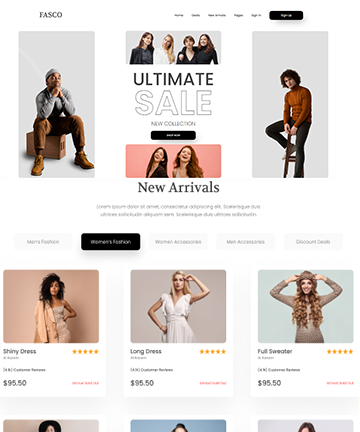 FASCO
Home Deals New Arrivals Pages Sign in Sign up
ULTIMATE
SALE
NEW COLLECTION
SHOP NOW
New Arrivals
Lorem ipsum dolor sit amet, consectetur adipiscing elit. Scelerisque duis
ultrices sollicitudin aliquam sem. Scelerisque duis ultrices sollicitudin.
Men's Fashion Women's Fashion Women Accessories Men Accessories Discount Deals
Shiny Dress Long Dress Full Sweater
Al Karam Al Karam Al Karam
(4.1k) Customer Reviews (4.1k) Customer Reviews (4.1k) Customer Reviews
$95.50 Almost Sold Out $95.50 Almost Sold Out $95.50 Almost Sold Out